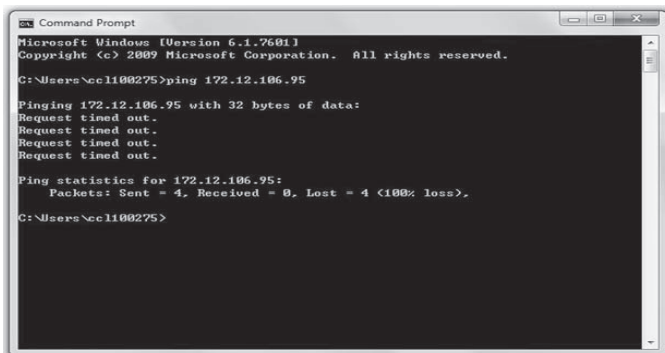 Command Prompt
Microsoft Windows [Version 6.1.7601]
Copyright (c) 2009 Microsoft Corporation.  All rights reserved.
C:\Users\ccl100275>ping 172.12.106.95
Pinging 172.12.106.95 with 32 bytes of data:
Request timed out.
Request timed out.
Request timed out.
Request timed out.
Ping statistics for 172.12.106.95:
    Packets: Sent = 4, Received = 0, Lost = 4 (100% loss),
C:\Users\ccl100275>